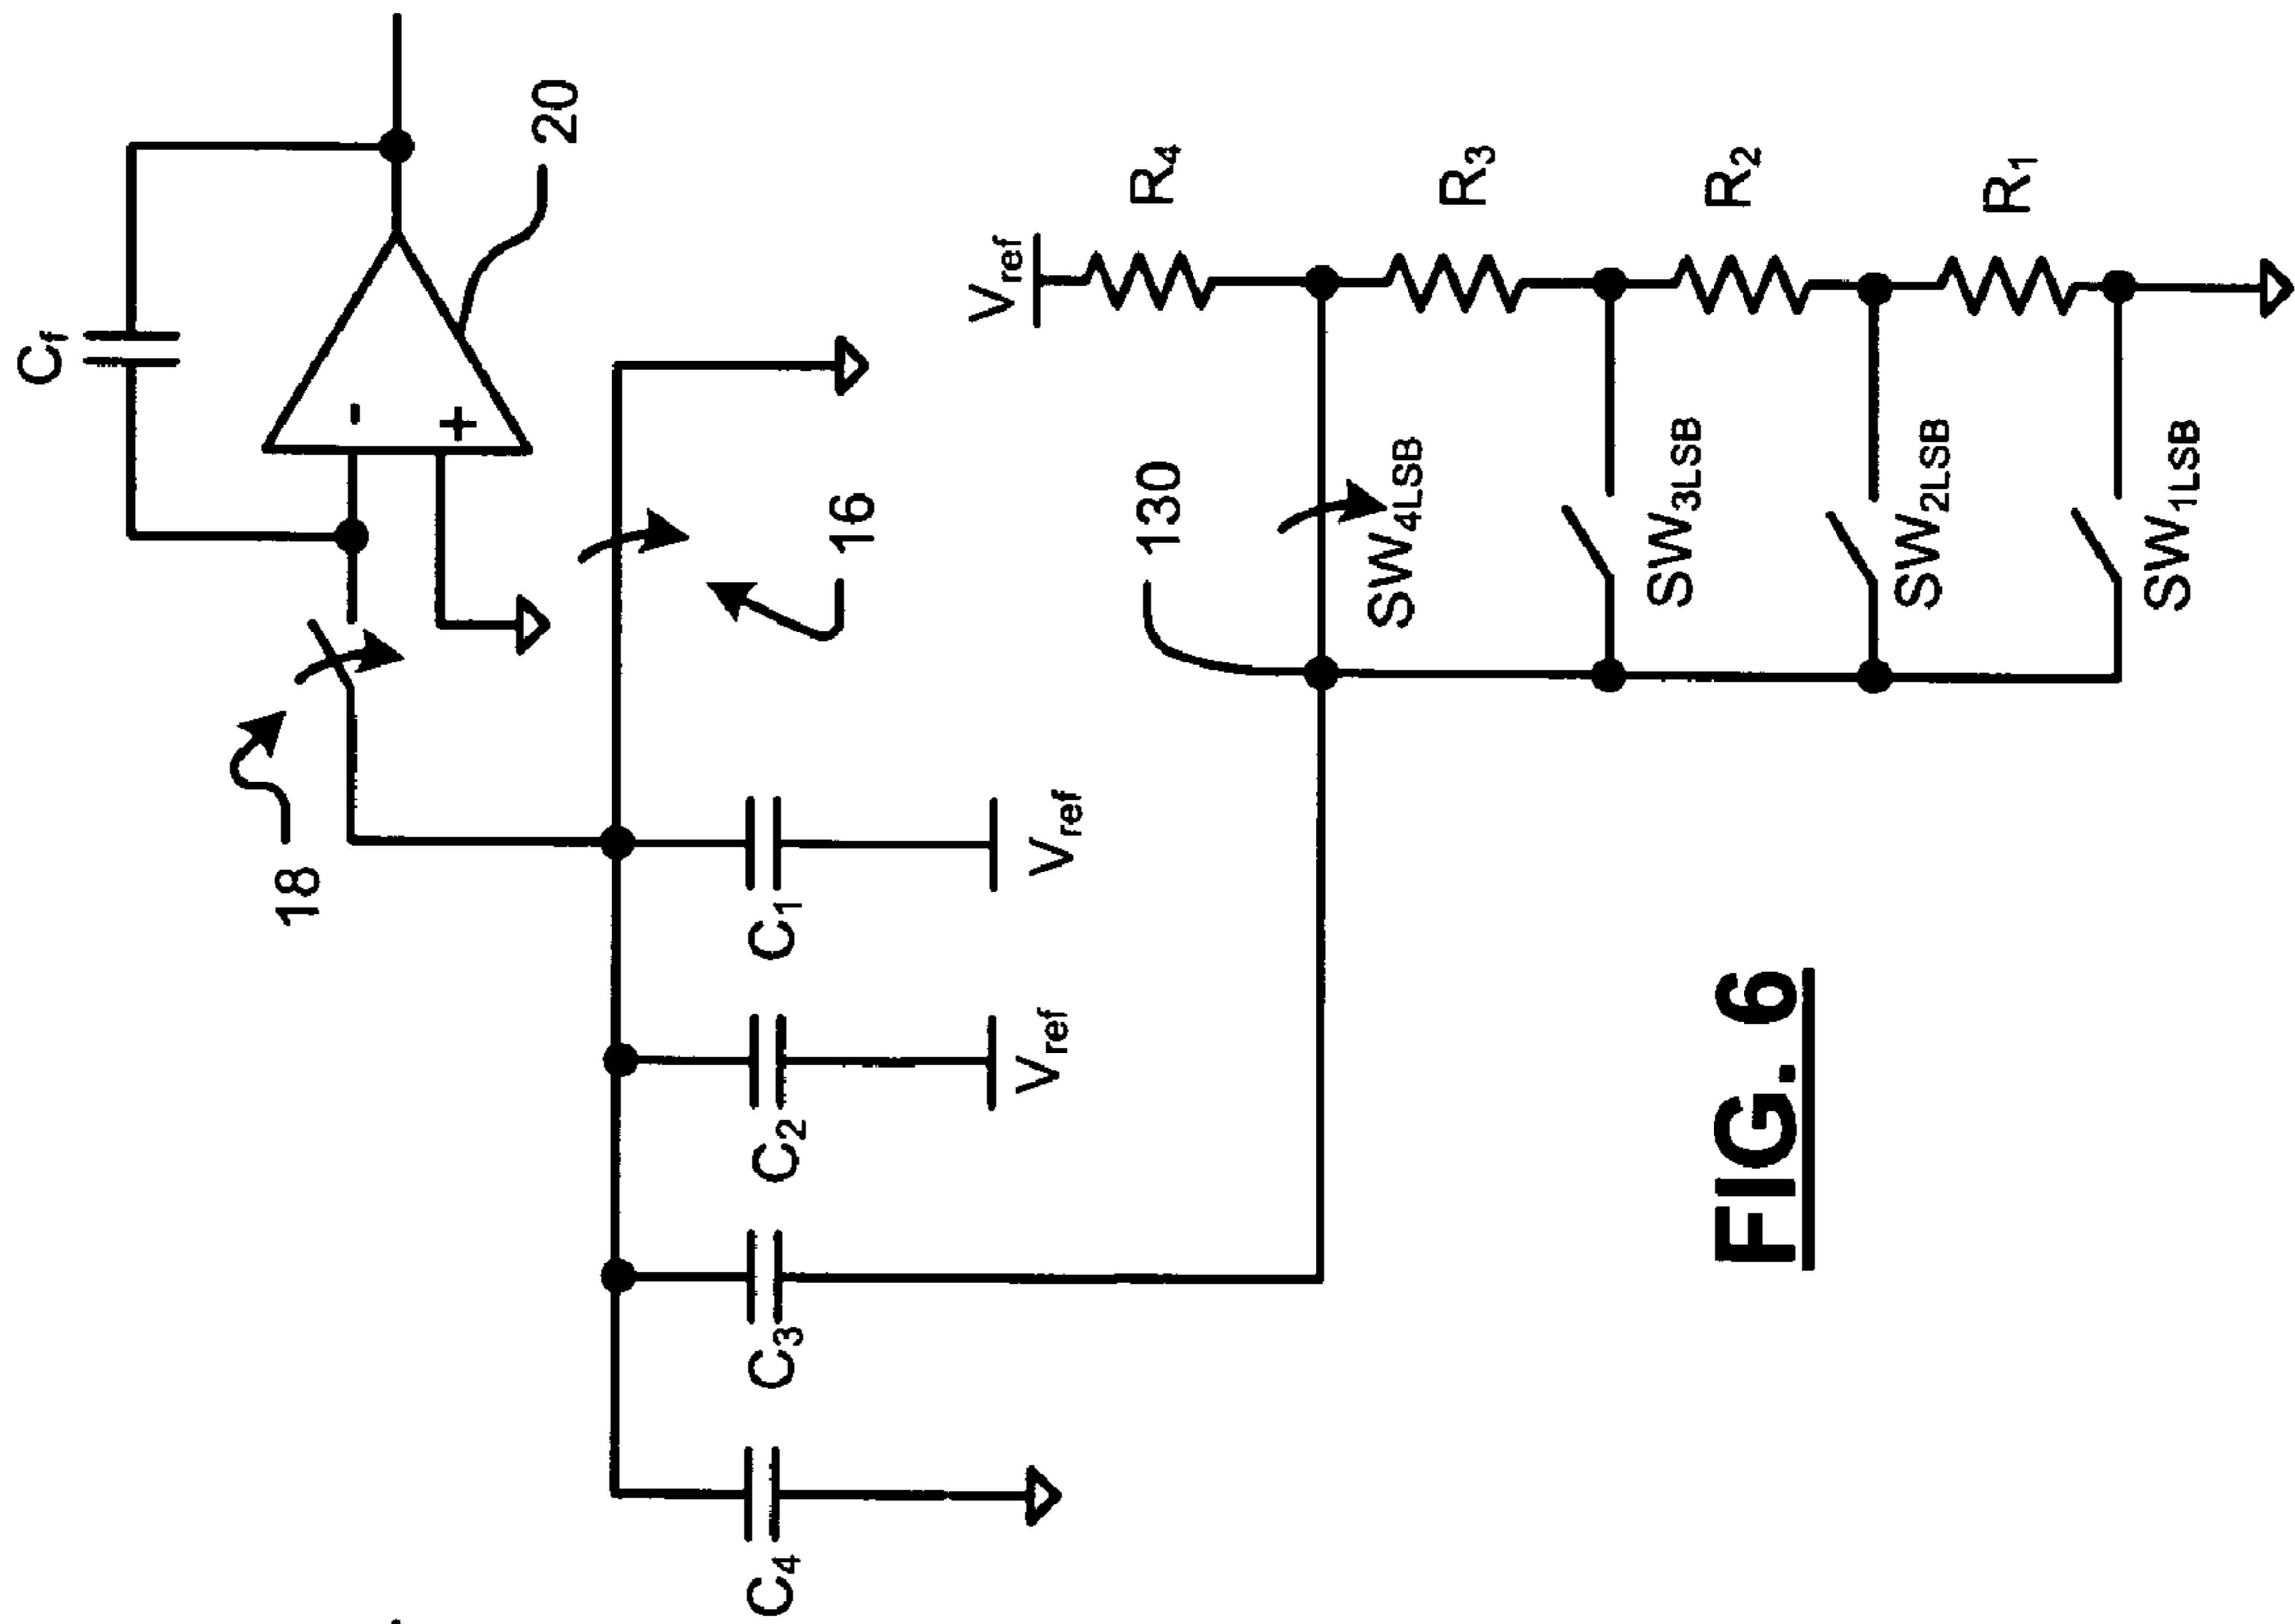 Cf
20
-
+
18
16
C4
C3
C2
C1
Vref
Vref
Vref
R4
130
SW4LSB
R3
SW3LSB
R2
SW2LSB
R1
SW1LSB
FIG. 6